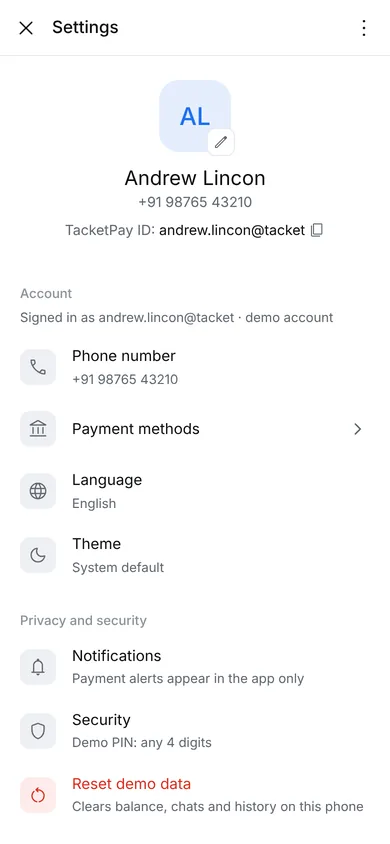 Settings
AL
Andrew Lincon
+91 98765 43210
TacketPay ID: andrew.lincon@tacket
Account
Signed in as andrew.lincon@tacket · demo account
Phone number
+91 98765 43210
Payment methods
Language
English
Theme
System default
Privacy and security
Notifications
Payment alerts appear in the app only
Security
Demo PIN: any 4 digits
Reset demo data
Clears balance, chats and history on this phone